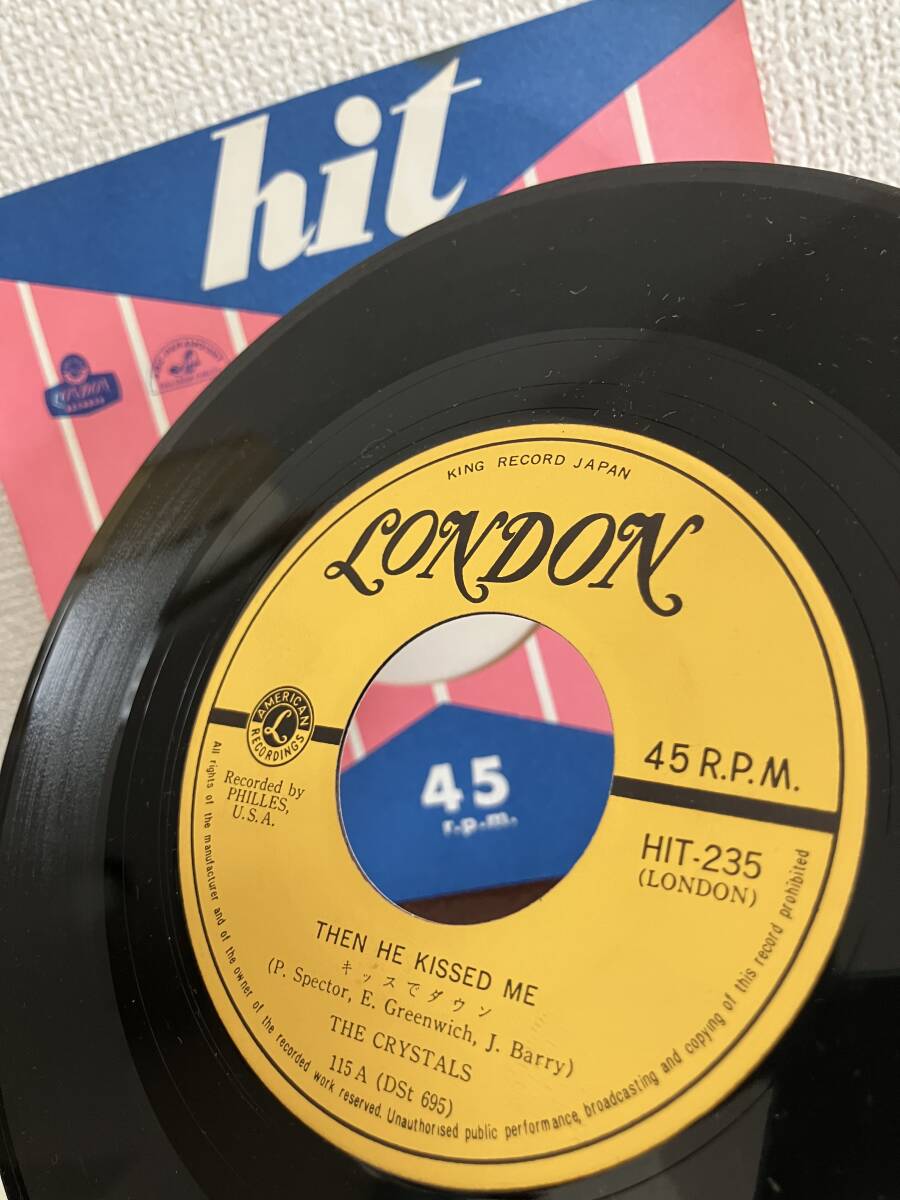 hit
LONDON
RECORDS
KING RECORD JAPAN
LONDON
AMERICAN
L
RECORDINGS
Recorded by
PHILLES,
U.S.A.
45
r.p.m.
45 R.P.M.
HIT-235
(LONDON)
THEN HE KISSED ME
キッスでダウン
(P. Spector, E. Greenwich, J. Barry)
THE CRYSTALS
115 A (DSt 695)
All rights of the manufacturer and of the owner of the recorded work reserved. Unauthorised public performance, broadcasting and copying of this record prohibited